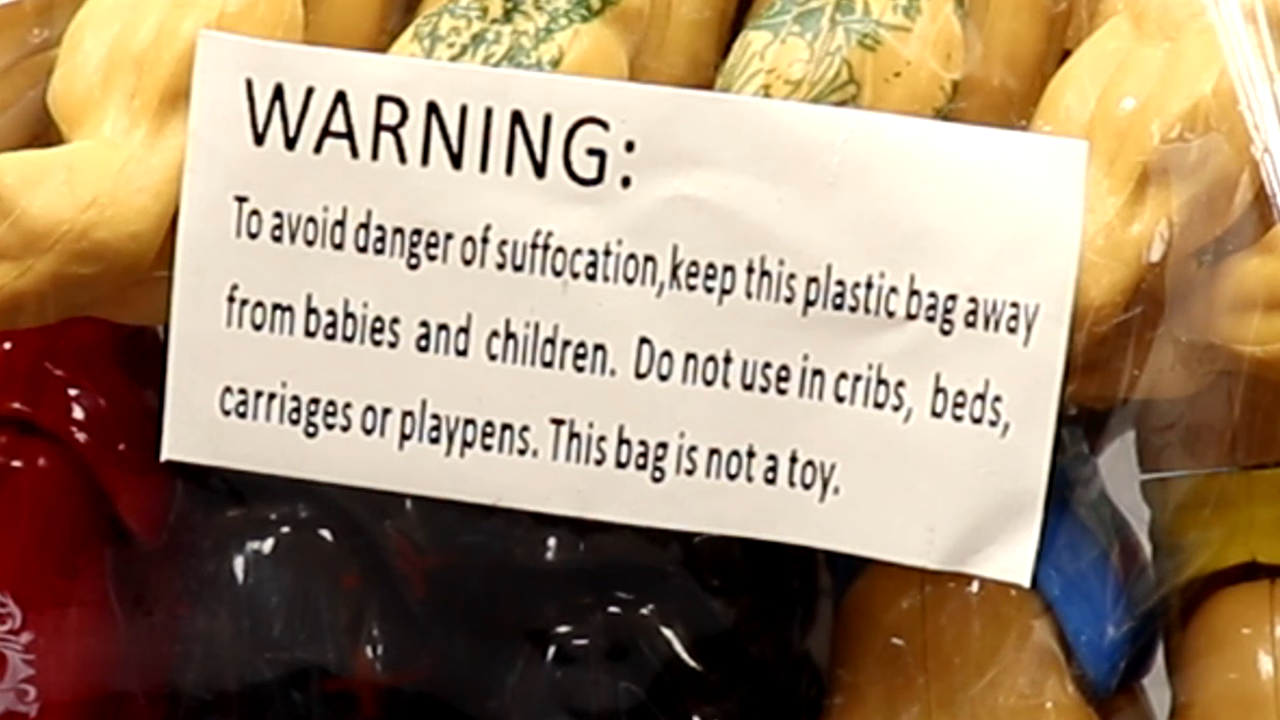 WARNING:
To avoid danger of suffocation,keep this plastic bag away
from babies and children. Do not use in cribs, beds,
carriages or playpens. This bag is not a toy.